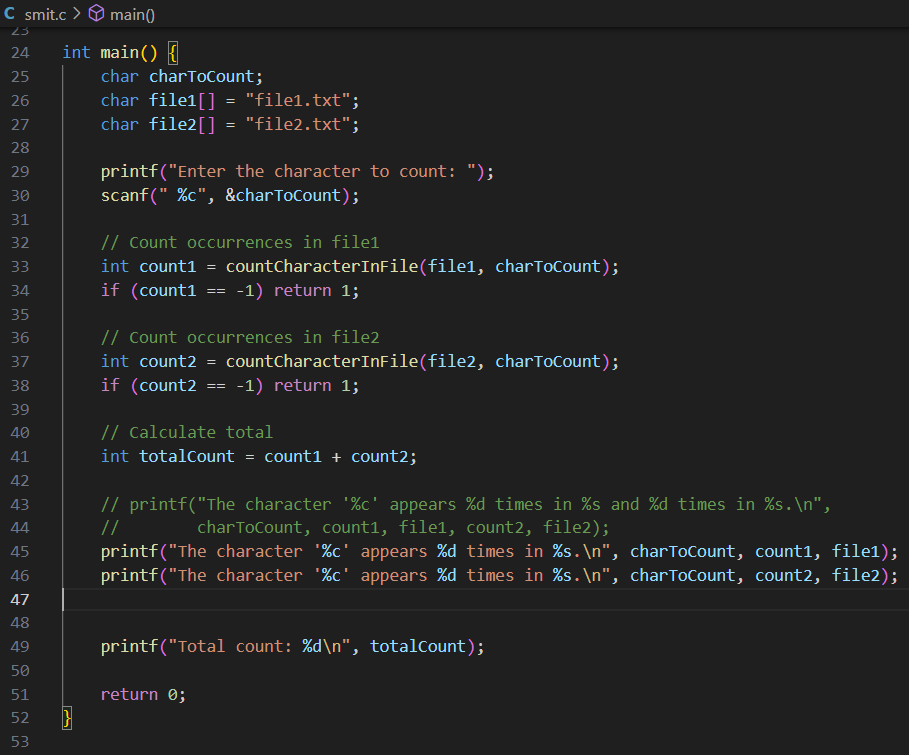 C smit.c > main()
23
24 int main() {
25     char charToCount;
26     char file1[] = "file1.txt";
27     char file2[] = "file2.txt";
28
29     printf("Enter the character to count: ");
30     scanf(" %c", &charToCount);
31
32     // Count occurrences in file1
33     int count1 = countCharacterInFile(file1, charToCount);
34     if (count1 == -1) return 1;
35
36     // Count occurrences in file2
37     int count2 = countCharacterInFile(file2, charToCount);
38     if (count2 == -1) return 1;
39
40     // Calculate total
41     int totalCount = count1 + count2;
42
43     // printf("The character '%c' appears %d times in %s and %d times in %s.\n",
44     //        charToCount, count1, file1, count2, file2);
45     printf("The character '%c' appears %d times in %s.\n", charToCount, count1, file1);
46     printf("The character '%c' appears %d times in %s.\n", charToCount, count2, file2);
47
48
49     printf("Total count: %d\n", totalCount);
50
51     return 0;
52 }
53